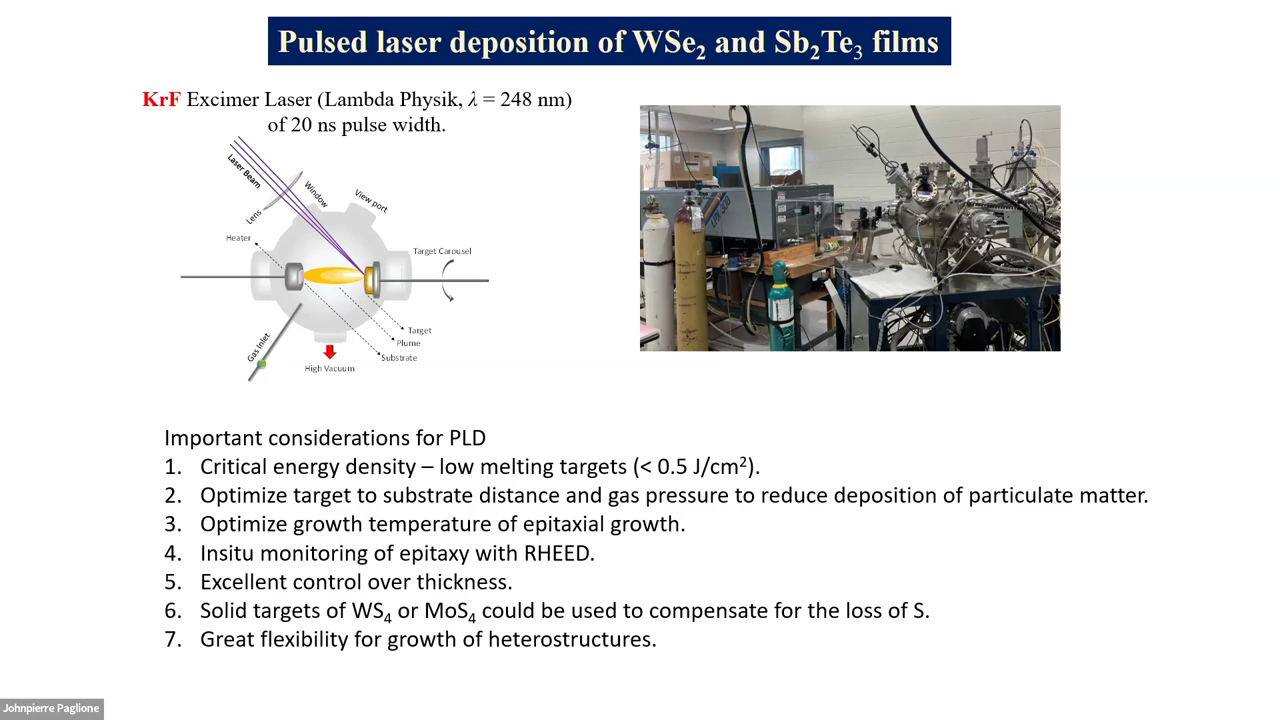 Pulsed laser deposition of WSe₂ and Sb₂Te₃ films
KrF Excimer Laser (Lambda Physik, λ = 248 nm)
of 20 ns pulse width.
Laser Beam
Lens
Window
View port
Heater
Target Carousel
Target
Plume
Substrate
Gas Inlet
High Vacuum
Important considerations for PLD
1. Critical energy density – low melting targets (< 0.5 J/cm²).
2. Optimize target to substrate distance and gas pressure to reduce deposition of particulate matter.
3. Optimize growth temperature of epitaxial growth.
4. Insitu monitoring of epitaxy with RHEED.
5. Excellent control over thickness.
6. Solid targets of WS₄ or MoS₄ could be used to compensate for the loss of S.
7. Great flexibility for growth of heterostructures.
Johnpierre Paglione